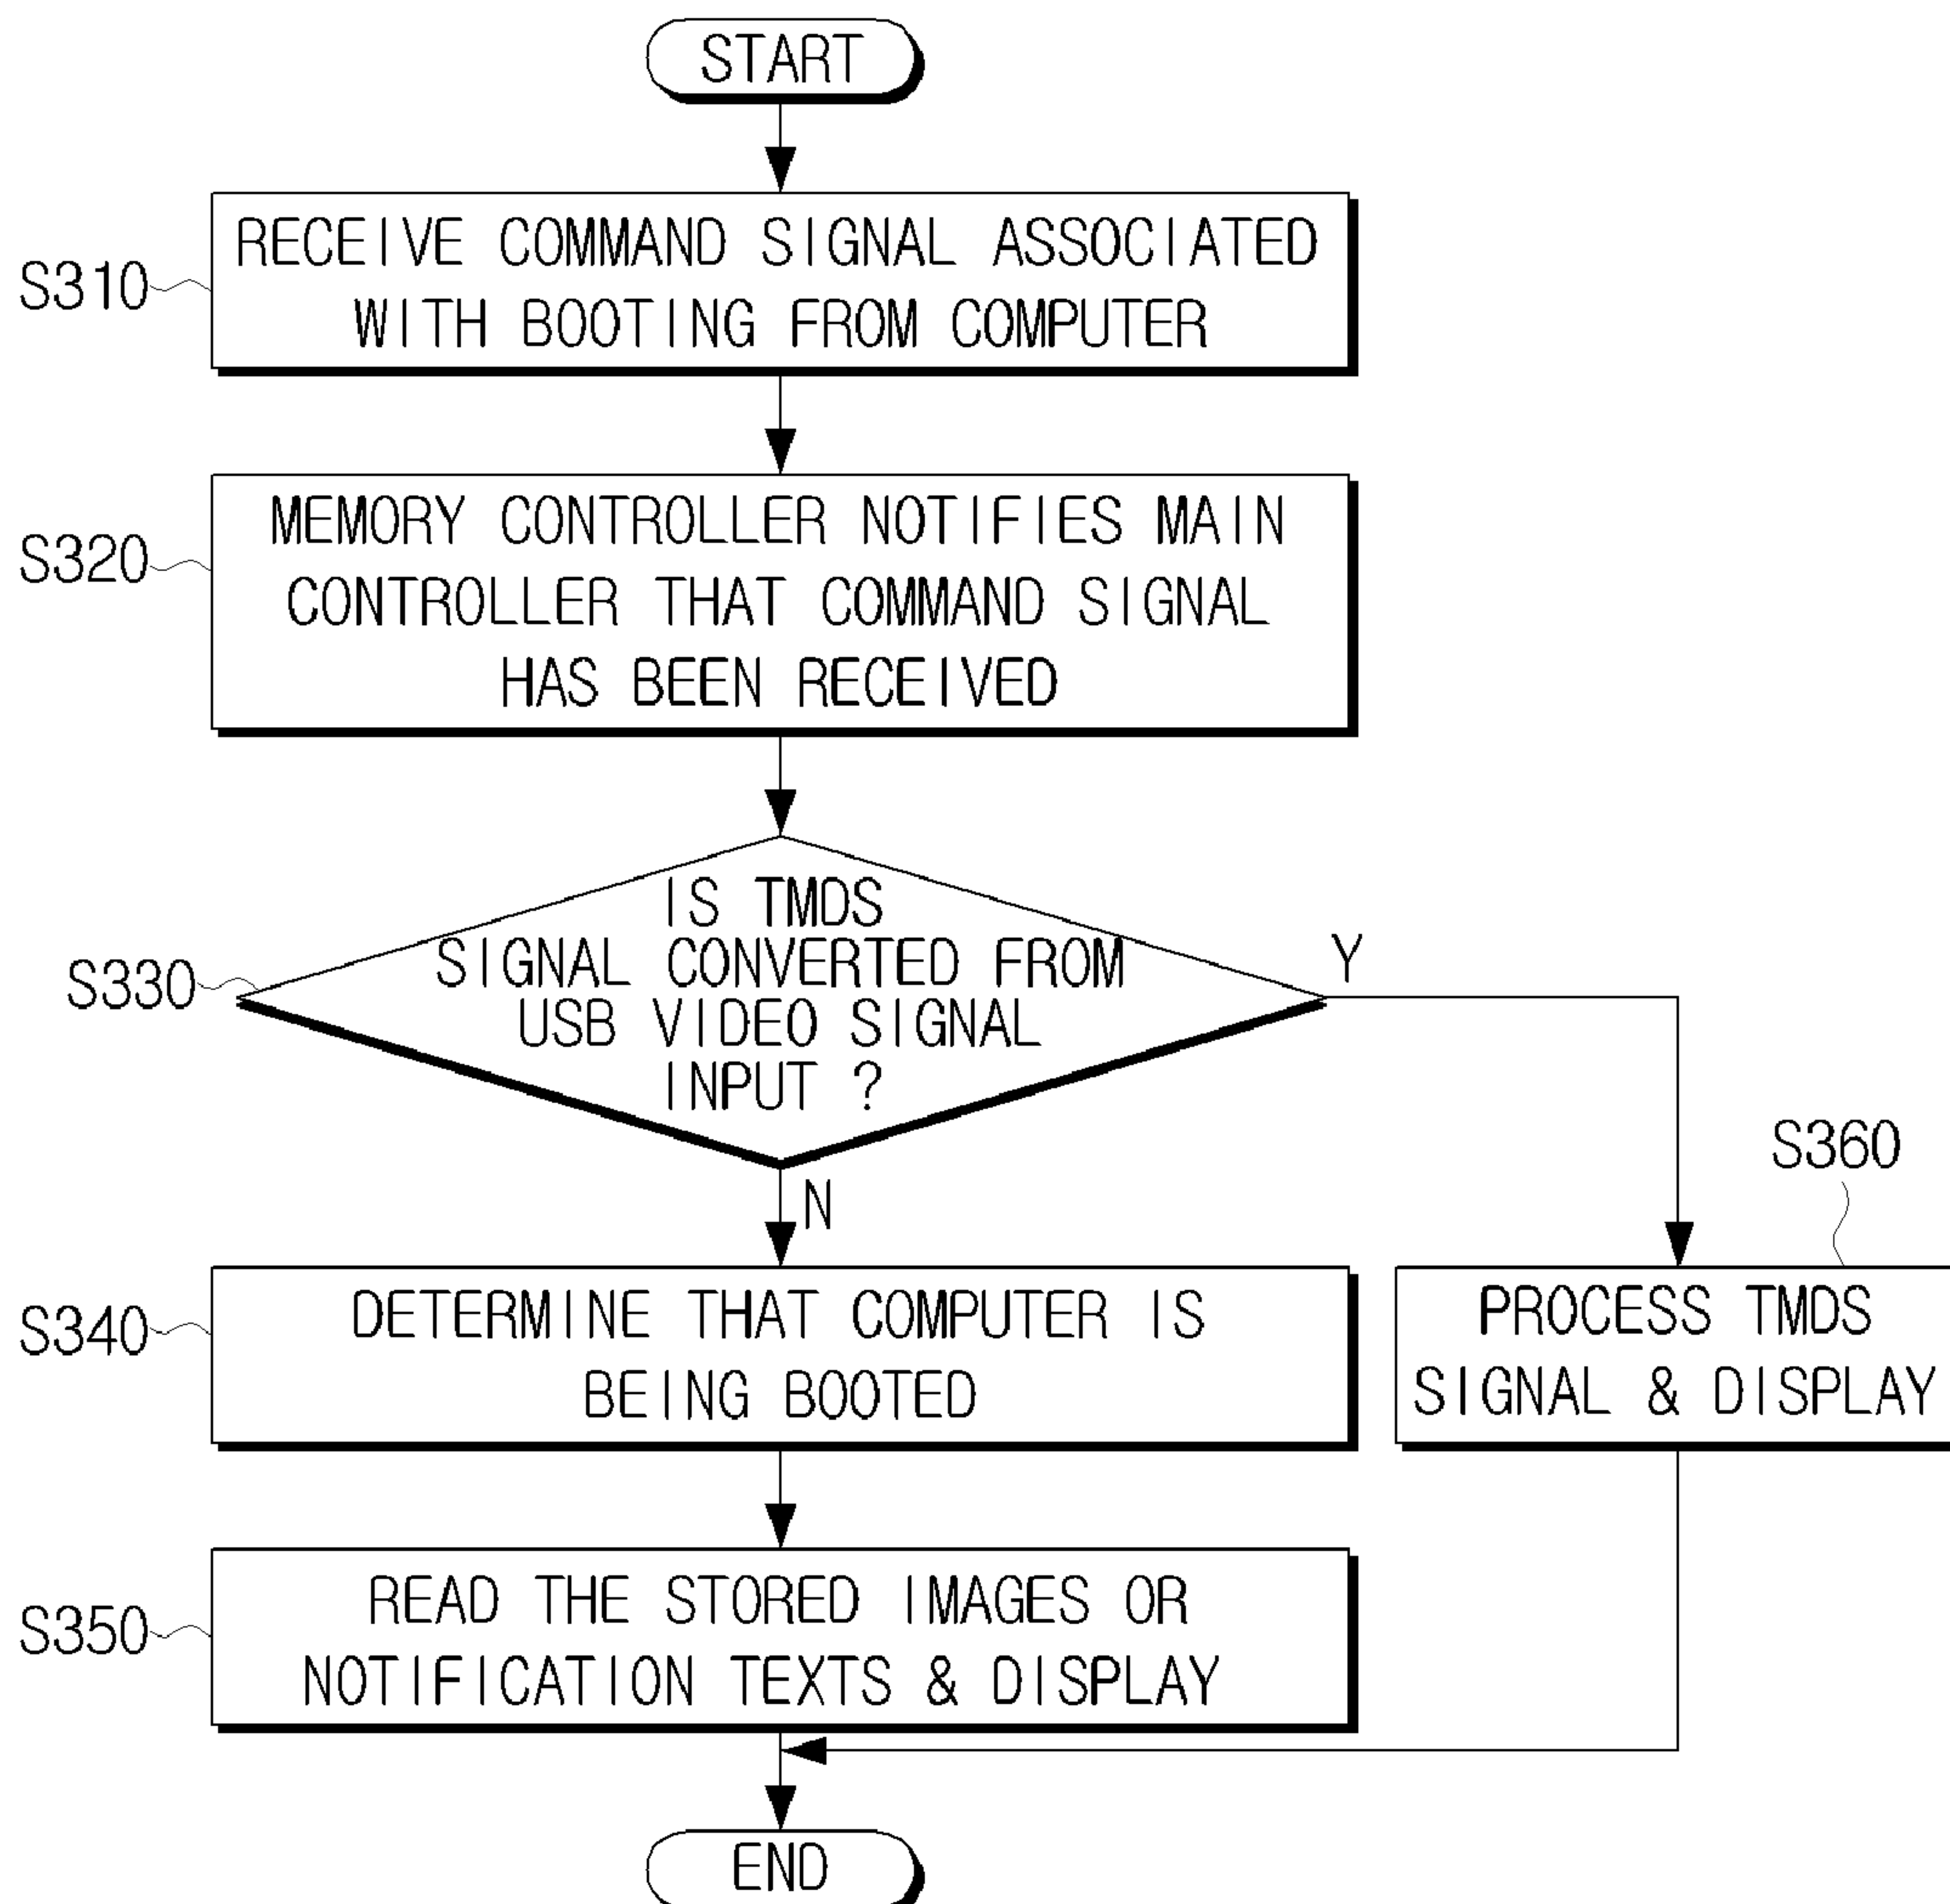 START
S310
RECEIVE COMMAND SIGNAL ASSOCIATED
WITH BOOTING FROM COMPUTER
S320
MEMORY CONTROLLER NOTIFIES MAIN
CONTROLLER THAT COMMAND SIGNAL
HAS BEEN RECEIVED
S330
IS TMDS
SIGNAL CONVERTED FROM
USB VIDEO SIGNAL
INPUT ?
Y
N
S340
DETERMINE THAT COMPUTER IS
BEING BOOTED
S360
PROCESS TMDS
SIGNAL & DISPLAY
S350
READ THE STORED IMAGES OR
NOTIFICATION TEXTS & DISPLAY
END